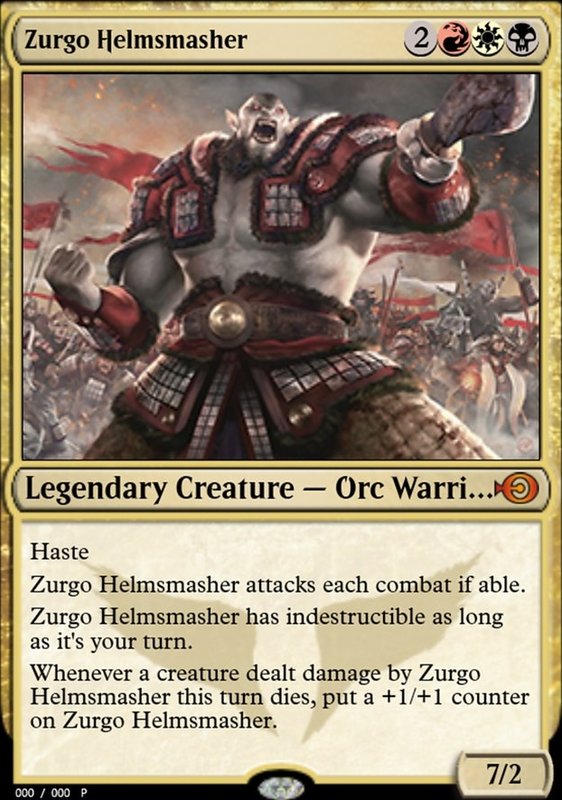 Zurgo Helmsmasher 2
Legendary Creature — Orc Warri...
Haste
Zurgo Helmsmasher attacks each combat if able.
Zurgo Helmsmasher has indestructible as long
as it's your turn.
Whenever a creature dealt damage by Zurgo
Helmsmasher this turn dies, put a +1/+1 counter
on Zurgo Helmsmasher.
7/2
000 / 000 P